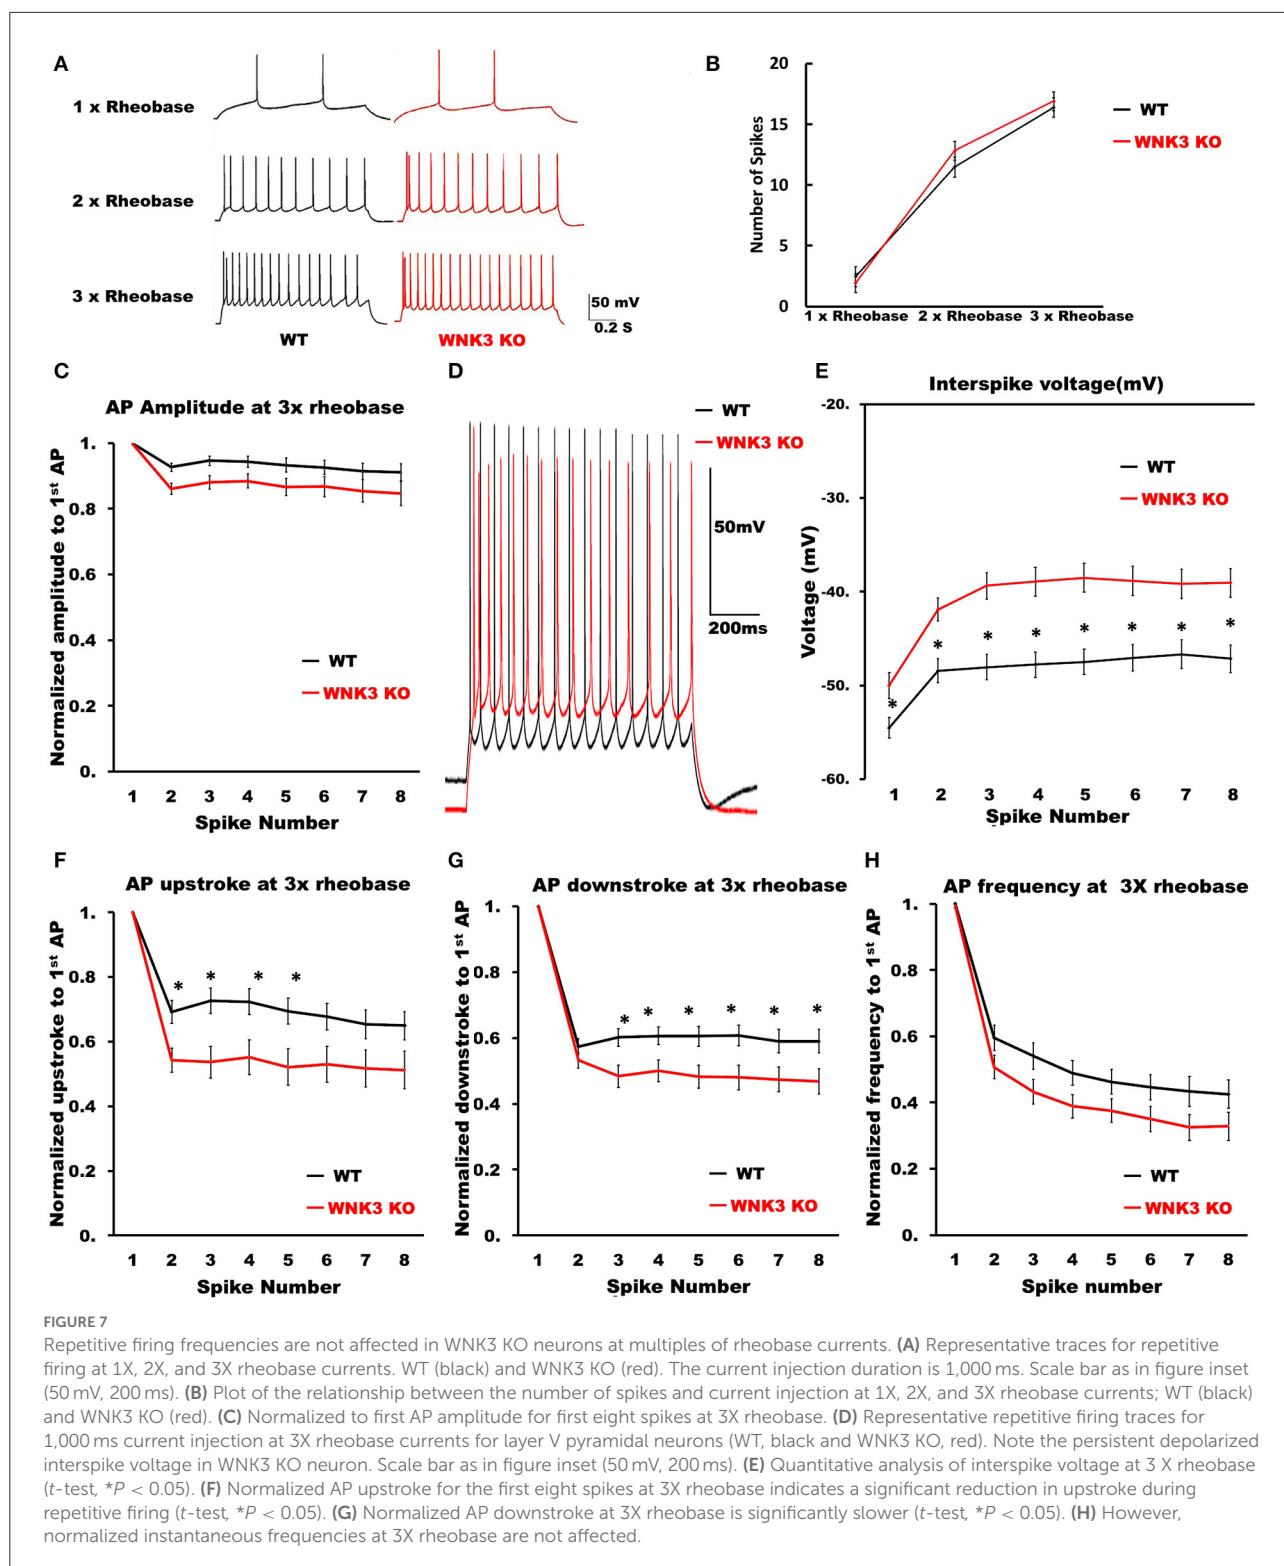 A
1 x Rheobase
2 x Rheobase
3 x Rheobase
50 mV
0.2 S
WT
WNK3 KO
B
20
15
10
5
0
Number of Spikes
1 x Rheobase 2 x Rheobase 3 x Rheobase
WT
WNK3 KO
C
AP Amplitude at 3x rheobase
Normalized amplitude to 1st AP
1.
0.8
0.6
0.4
0.2
0.
WT
WNK3 KO
1 2 3 4 5 6 7 8
Spike Number
D
WT
WNK3 KO
50mV
200ms
E
Interspike voltage(mV)
Voltage (mV)
-20.
-30.
-40.
-50.
-60.
WT
WNK3 KO
* * * * * * * *
1 2 3 4 5 6 7 8
Spike Number
F
AP upstroke at 3x rheobase
Normalized upstroke to 1st AP
1.
0.8
0.6
0.4
0.2
0.
* * * *
WT
WNK3 KO
1 2 3 4 5 6 7 8
Spike Number
G
AP downstroke at 3x rheobase
Normalized downstroke to 1st AP
1.
0.8
0.6
0.4
0.2
0.
* * * * * *
WT
WNK3 KO
1 2 3 4 5 6 7 8
Spike Number
H
AP frequency at 3X rheobase
Normalized frequency to 1st AP
1.
0.8
0.6
0.4
0.2
0.
WT
WNK3 KO
1 2 3 4 5 6 7 8
Spike number
FIGURE 7
Repetitive firing frequencies are not affected in WNK3 KO neurons at multiples of rheobase currents. (A) Representative traces for repetitive
firing at 1X, 2X, and 3X rheobase currents. WT (black) and WNK3 KO (red). The current injection duration is 1,000 ms. Scale bar as in figure inset
(50 mV, 200 ms). (B) Plot of the relationship between the number of spikes and current injection at 1X, 2X, and 3X rheobase currents; WT (black)
and WNK3 KO (red). (C) Normalized to first AP amplitude for first eight spikes at 3X rheobase. (D) Representative repetitive firing traces for
1,000 ms current injection at 3X rheobase currents for layer V pyramidal neurons (WT, black and WNK3 KO, red). Note the persistent depolarized
interspike voltage in WNK3 KO neuron. Scale bar as in figure inset (50 mV, 200 ms). (E) Quantitative analysis of interspike voltage at 3 X rheobase
(t-test, *P < 0.05). (F) Normalized AP upstroke for the first eight spikes at 3X rheobase indicates a significant reduction in upstroke during
repetitive firing (t-test, *P < 0.05). (G) Normalized AP downstroke at 3X rheobase is significantly slower (t-test, *P < 0.05). (H) However,
normalized instantaneous frequencies at 3X rheobase are not affected.